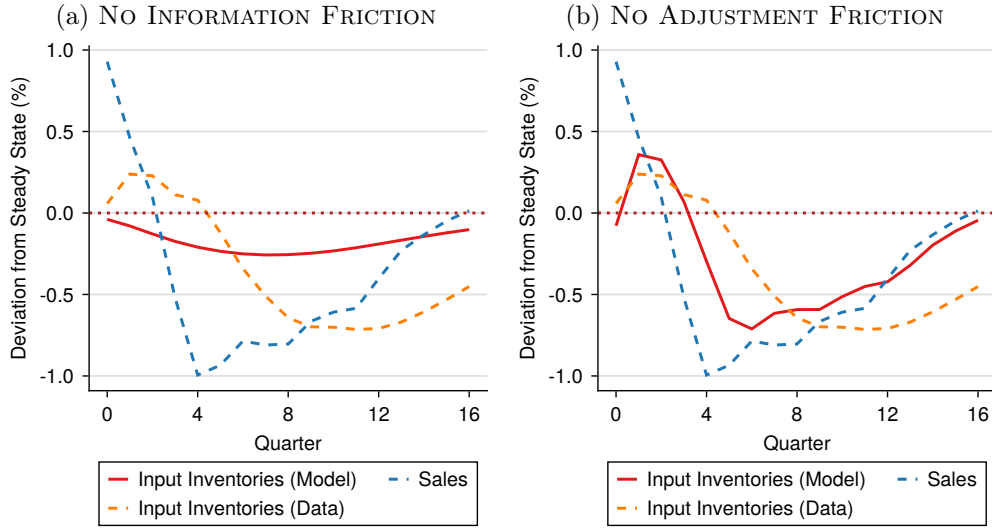 (a) No Information Friction
Deviation from Steady State (%)
1.0
0.5
0.0
-0.5
-1.0
0 4 8 12 16
Quarter
Input Inventories (Model) Sales
Input Inventories (Data)
(b) No Adjustment Friction
Deviation from Steady State (%)
1.0
0.5
0.0
-0.5
-1.0
0 4 8 12 16
Quarter
Input Inventories (Model) Sales
Input Inventories (Data)